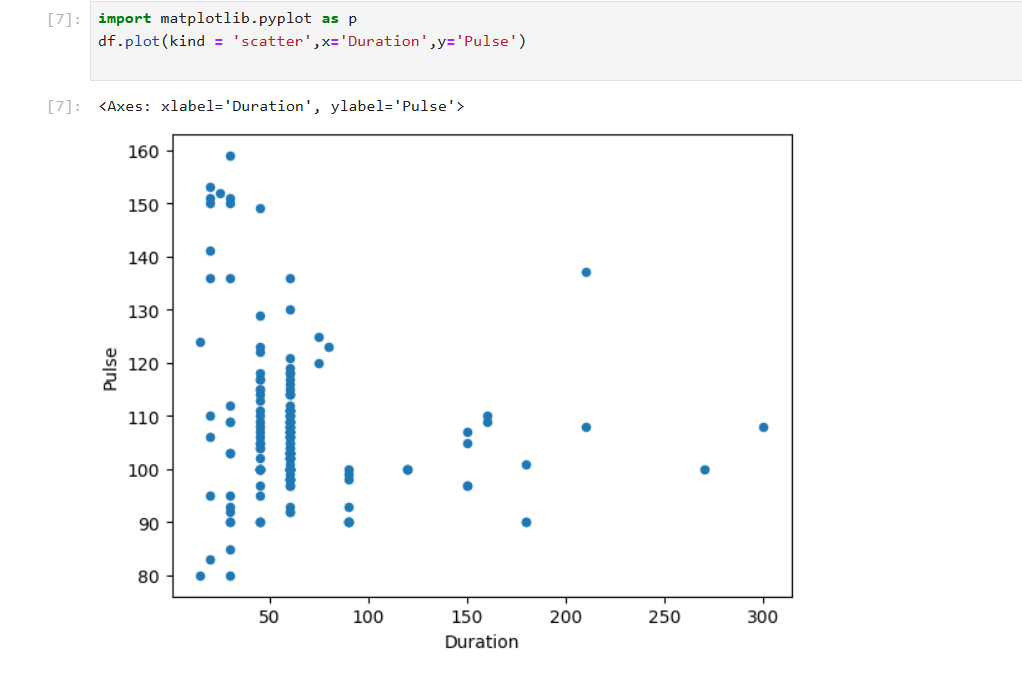 [7]: import matplotlib.pyplot as p
df.plot(kind = 'scatter',x='Duration',y='Pulse')
[7]: <Axes: xlabel='Duration', ylabel='Pulse'>
160
150
140
130
120
110
100
90
80
Pulse
50 100 150 200 250 300
Duration